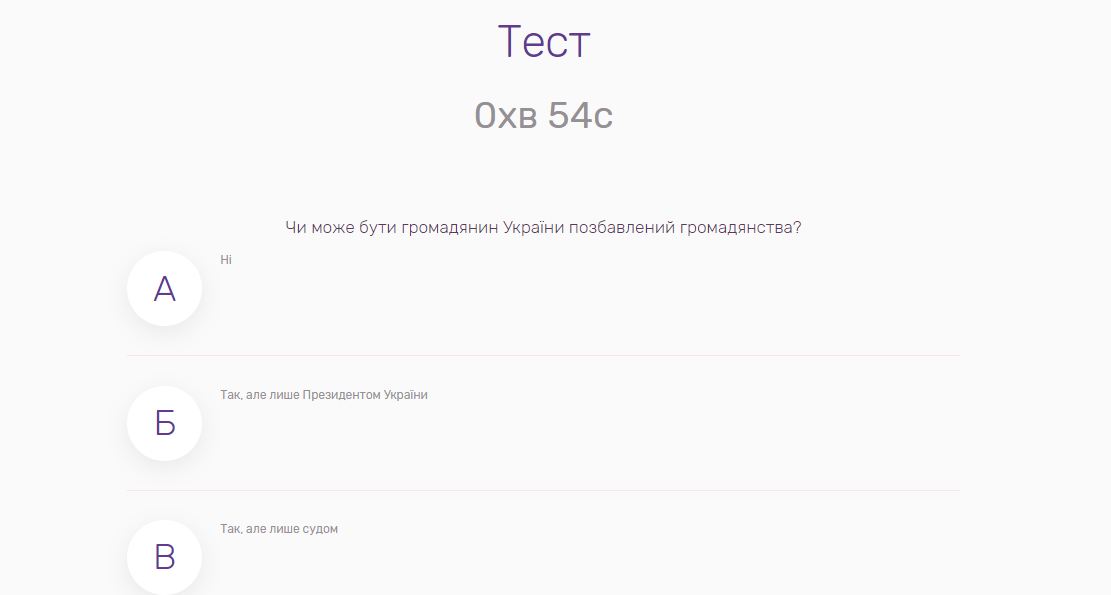 Тест
0хв 54с
Чи може бути громадянин України позбавлений громадянства?
А
Ні
Б
Так, але лише Президентом України
В
Так, але лише судом